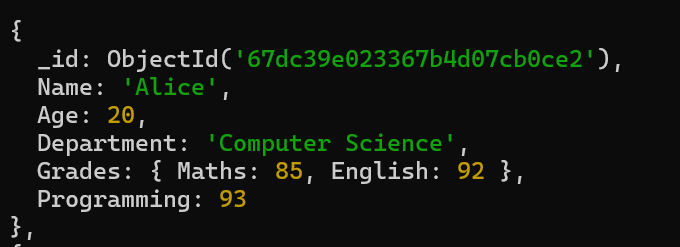 {
_id: ObjectId('67dc39e023367b4d07cb0ce2'),
Name: 'Alice',
Age: 20,
Department: 'Computer Science',
Grades: { Maths: 85, English: 92 },
Programming: 93
},